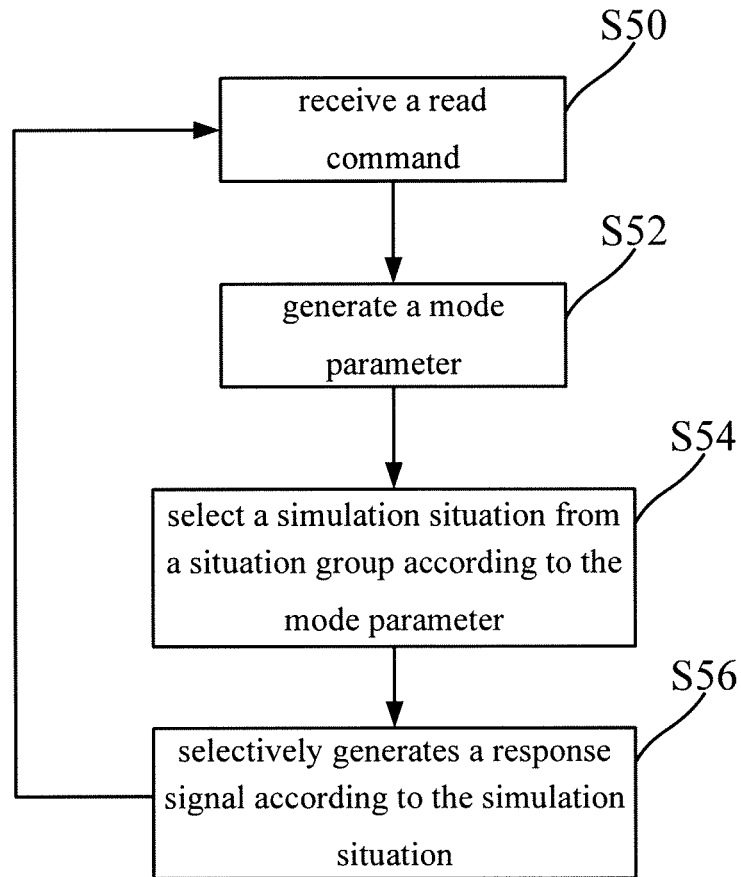 S50
receive a read
command
S52
generate a mode
parameter
S54
select a simulation situation from
a situation group according to the
mode parameter
S56
selectively generates a response
signal according to the simulation
situation